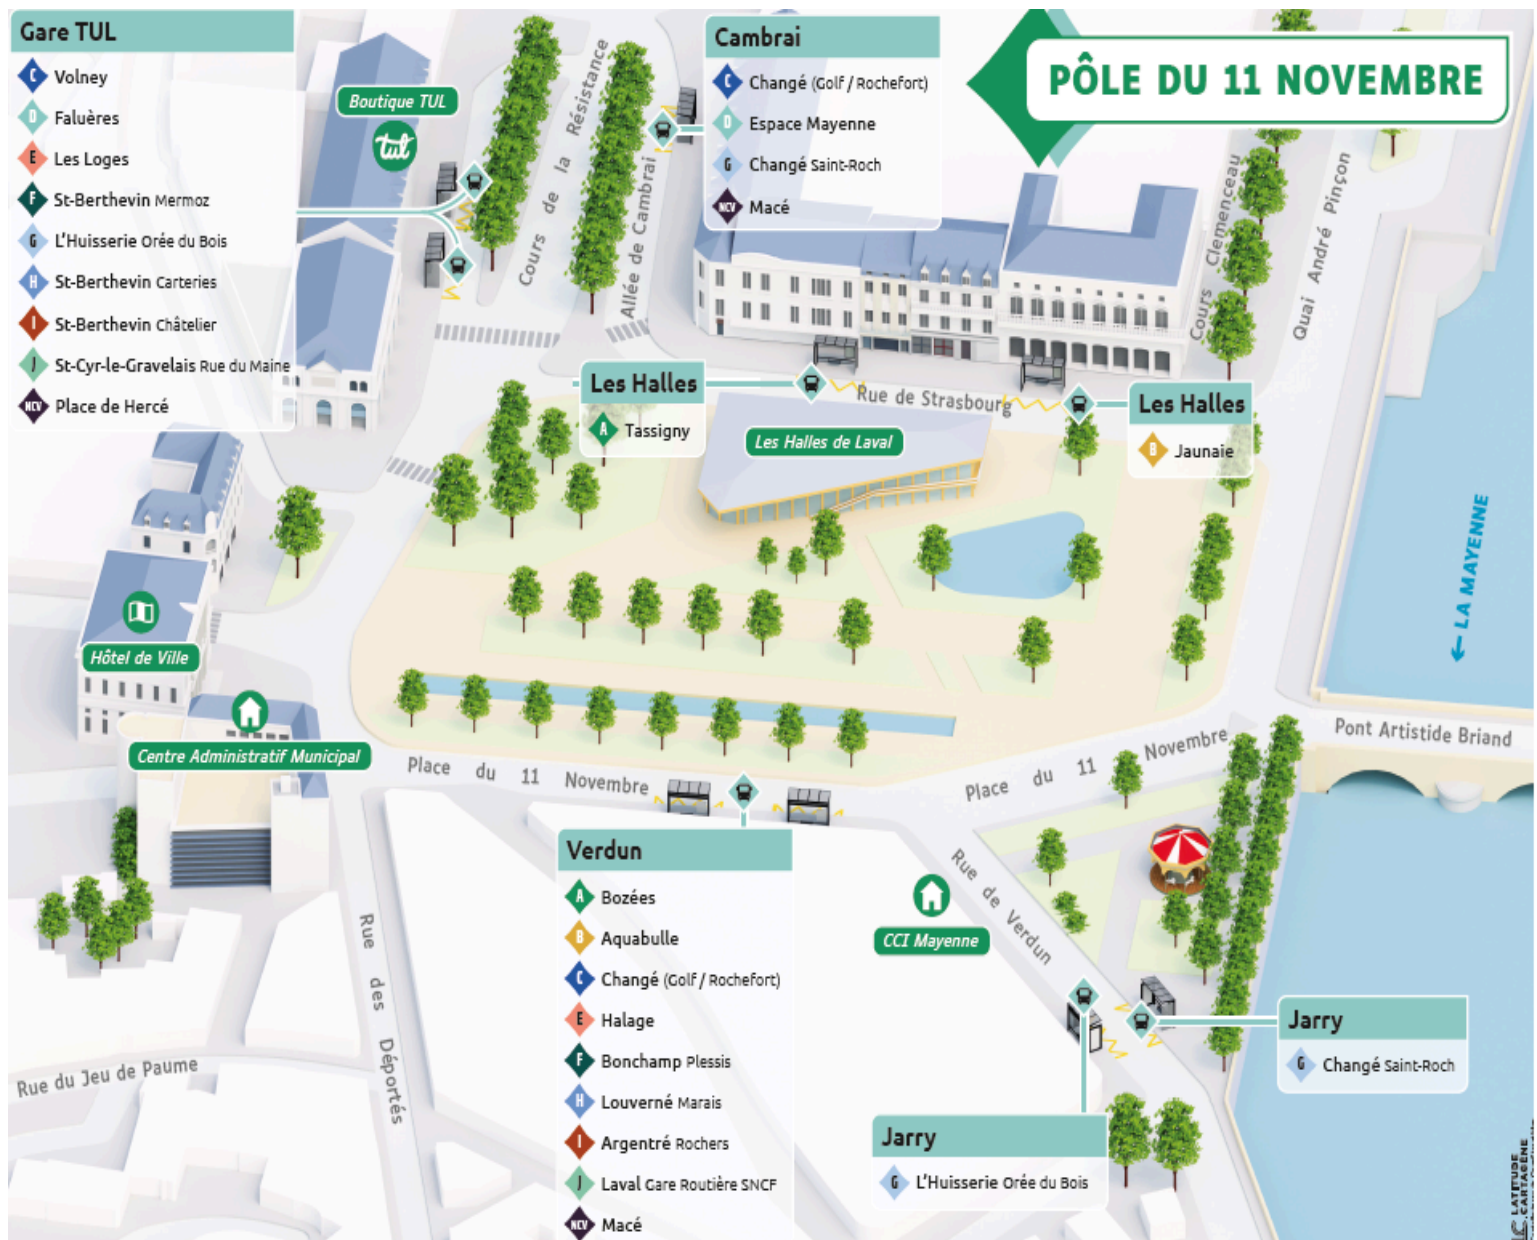 PÔLE DU 11 NOVEMBRE
Gare TUL
C Volney
D Faluères
E Les Loges
F St-Berthevin Mermoz
G L'Huisserie Orée du Bois
H St-Berthevin Carteries
I St-Berthevin Châtelier
J St-Cyr-le-Gravelais Rue du Maine
NCV Place de Hercé
Boutique TUL
tul
Cours de la Résistance
Allée de Cambrai
Cambrai
C Changé (Golf / Rochefort)
D Espace Mayenne
G Changé Saint-Roch
NCV Macé
Cours Clemenceau
Quai André Pinçon
Les Halles
A Tassigny
Rue de Strasbourg
Les Halles
B Jaunaie
Les Halles de Laval
← LA MAYENNE
Hôtel de Ville
Centre Administratif Municipal
Place du 11 Novembre
Place du 11 Novembre
Pont Artistide Briand
Verdun
A Bozées
B Aquabulle
C Changé (Golf / Rochefort)
E Halage
F Bonchamp Plessis
H Louverné Marais
I Argentré Rochers
J Laval Gare Routière SNCF
NCV Macé
Rue de Verdun
CCI Mayenne
Rue des Déportés
Rue du Jeu de Paume
Jarry
G Changé Saint-Roch
Jarry
G L'Huisserie Orée du Bois
LATITUDE
CARTAGÈNE